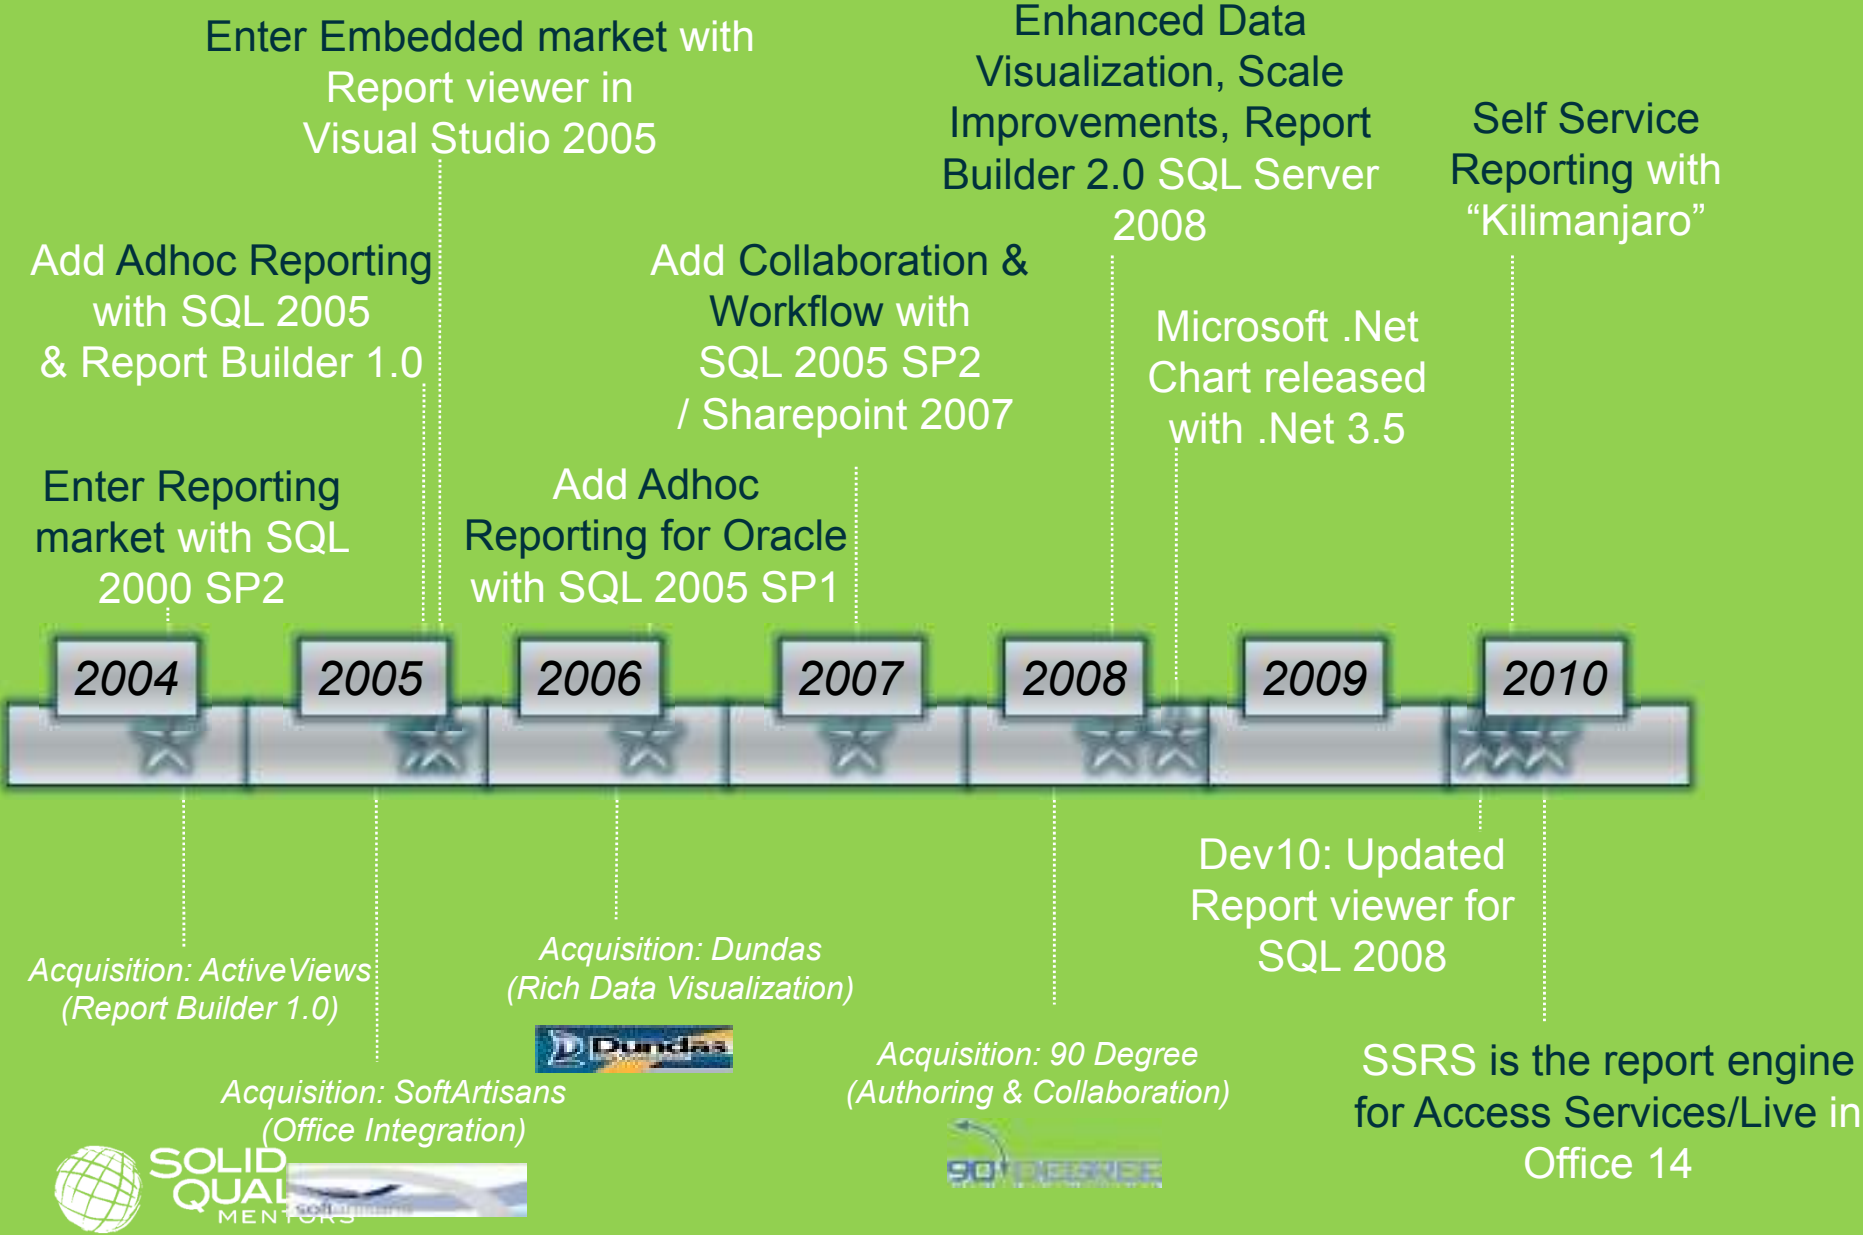 Enter Embedded market with
Report viewer in
Visual Studio 2005
Enhanced Data
Visualization, Scale
Improvements, Report
Builder 2.0 SQL Server
2008
Self Service
Reporting with
“Kilimanjaro”
Add Adhoc Reporting
with SQL 2005
& Report Builder 1.0
Add Collaboration &
Workflow with
SQL 2005 SP2
/ Sharepoint 2007
Microsoft .Net
Chart released
with .Net 3.5
Enter Reporting
market with SQL
2000 SP2
Add Adhoc
Reporting for Oracle
with SQL 2005 SP1
2004
2005
2006
2007
2008
2009
2010
Dev10: Updated
Report viewer for
SQL 2008
Acquisition: ActiveViews
(Report Builder 1.0)
Acquisition: SoftArtisans
(Office Integration)
softartisans
Acquisition: Dundas
(Rich Data Visualization)
Dundas
Acquisition: 90 Degree
(Authoring & Collaboration)
90 DEGREE
SSRS is the report engine
for Access Services/Live in
Office 14
SOLID
QUAL
MENTORS